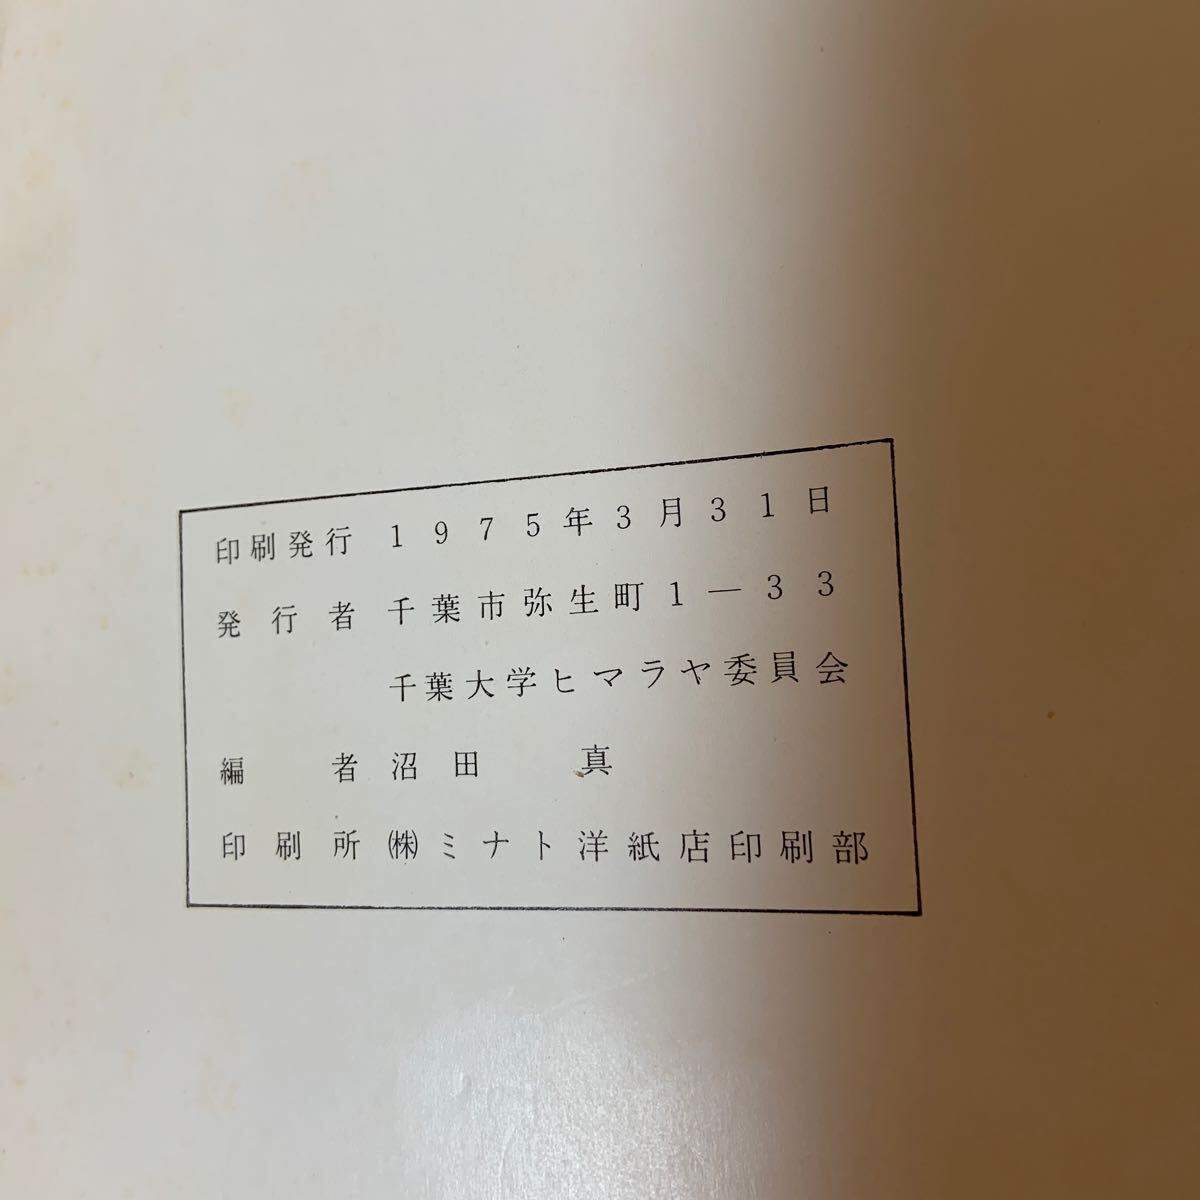 印刷発行 1975年3月31日
発行者 千葉市弥生町1―33
千葉大学ヒマラヤ委員会
編者 沼田 真
印刷所 ㈱ミナト洋紙店印刷部